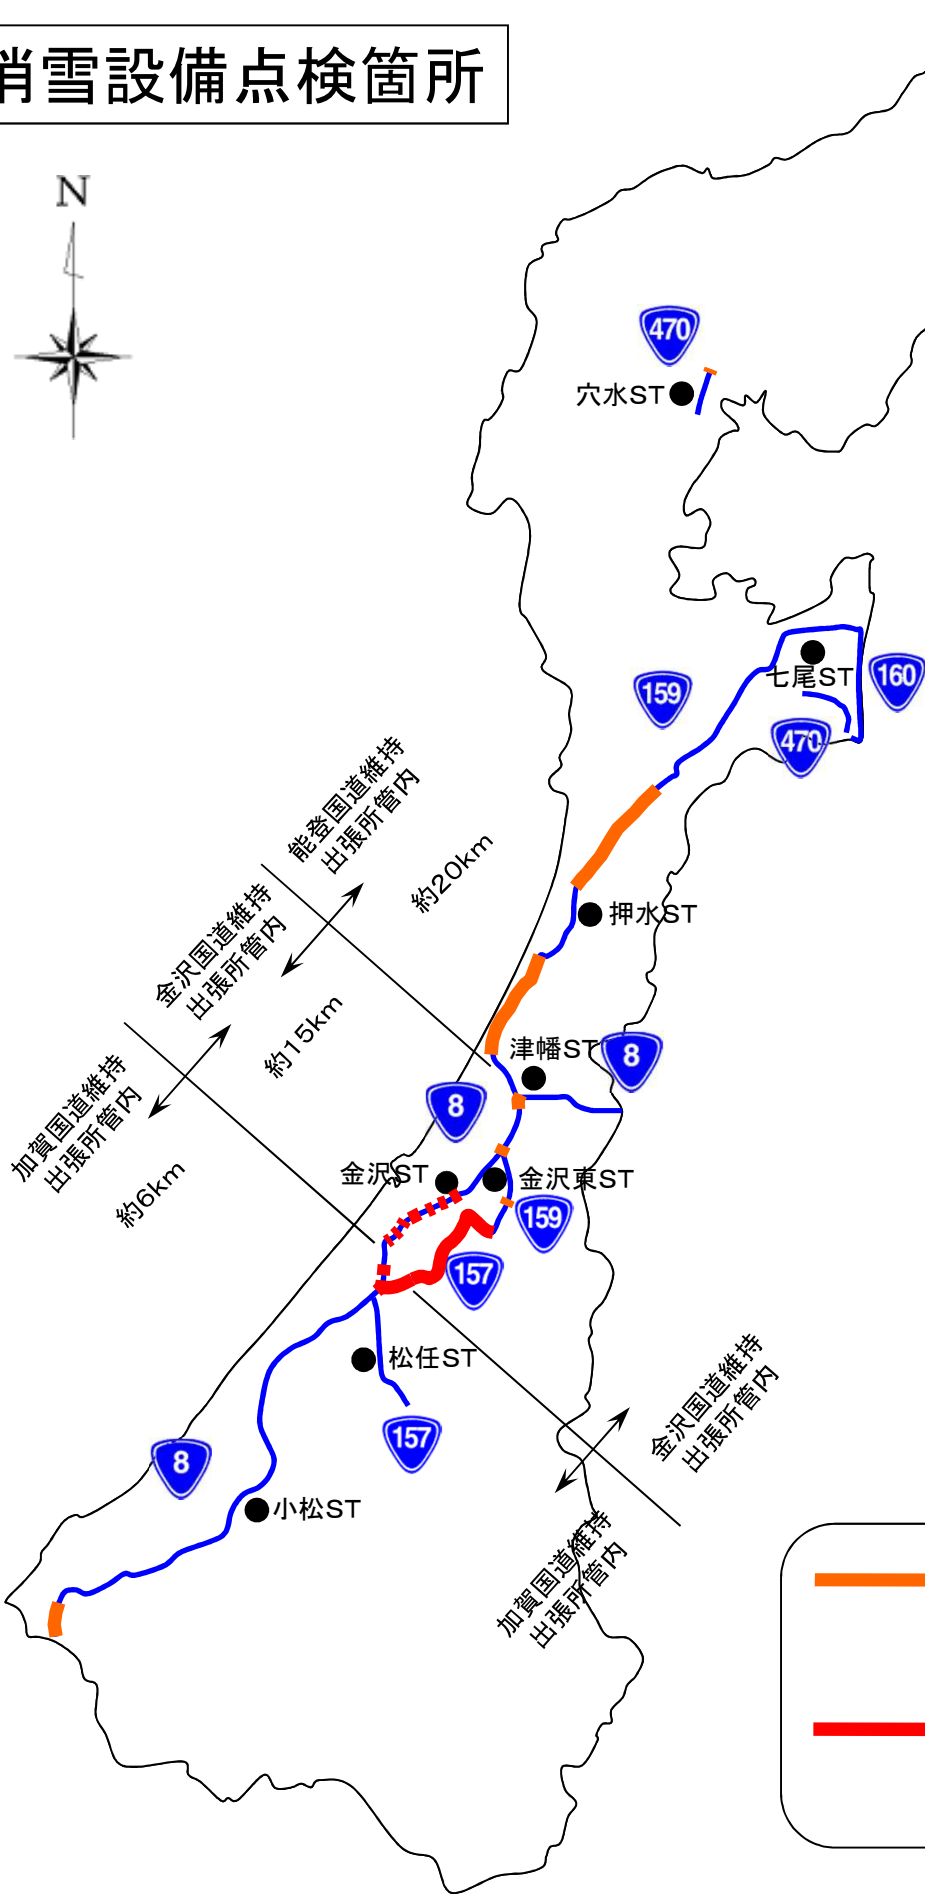 消雪設備点検箇所
N
470
穴水ST
七尾ST
160
159
470
能登国道維持
出張所管内
約20km
金沢国道維持
出張所管内
押水ST
約15km
津幡ST
8
加賀国道維持
出張所管内
8
約6km
金沢ST
金沢東ST
159
157
松任ST
金沢国道維持
出張所管内
157
8
小松ST
加賀国道維持
出張所管内